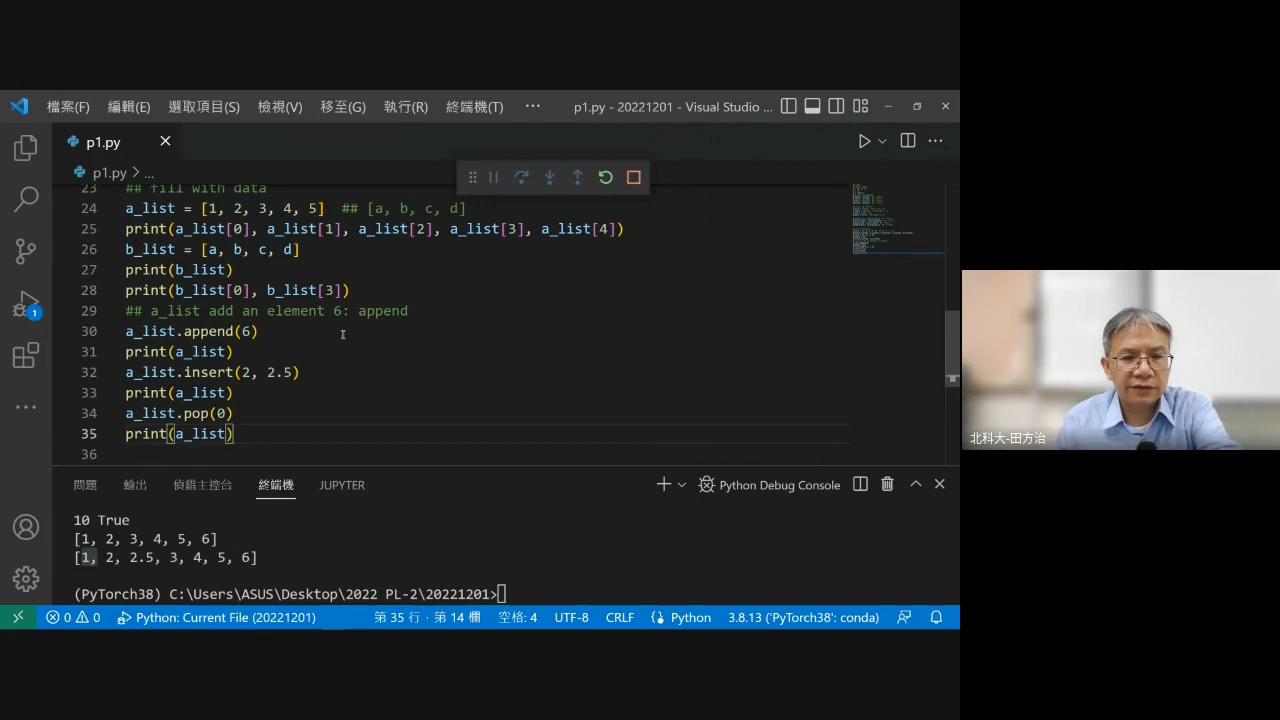 檔案(F) 編輯(E) 選取項目(S) 檢視(V) 移至(G) 執行(R) 終端機(T) ··· p1.py - 20221201 - Visual Studio ...
p1.py
p1.py > ...
23 ## fill with data
24 a_list = [1, 2, 3, 4, 5]  ## [a, b, c, d]
25 print(a_list[0], a_list[1], a_list[2], a_list[3], a_list[4])
26 b_list = [a, b, c, d]
27 print(b_list)
28 print(b_list[0], b_list[3])
29 ## a_list add an element 6: append
30 a_list.append(6)
31 print(a_list)
32 a_list.insert(2, 2.5)
33 print(a_list)
34 a_list.pop(0)
35 print(a_list)
36
問題 輸出 偵錯主控台 終端機 JUPYTER Python Debug Console
10 True
[1, 2, 3, 4, 5, 6]
[1, 2, 2.5, 3, 4, 5, 6]
(PyTorch38) C:\Users\ASUS\Desktop\2022 PL-2\20221201>
1
0 0 Python: Current File (20221201) 第 35 行，第 14 欄 空格: 4 UTF-8 CRLF Python 3.8.13 ('PyTorch38': conda)
北科大-田方治